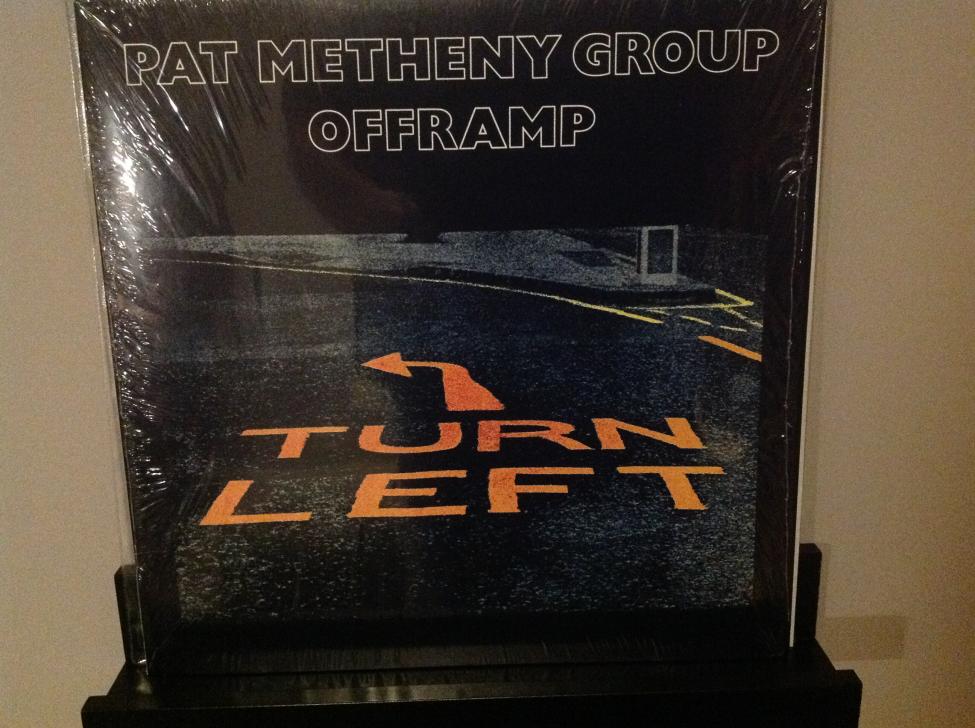 PAT METHENY GROUP
OFFRAMP
TURN
LEFT